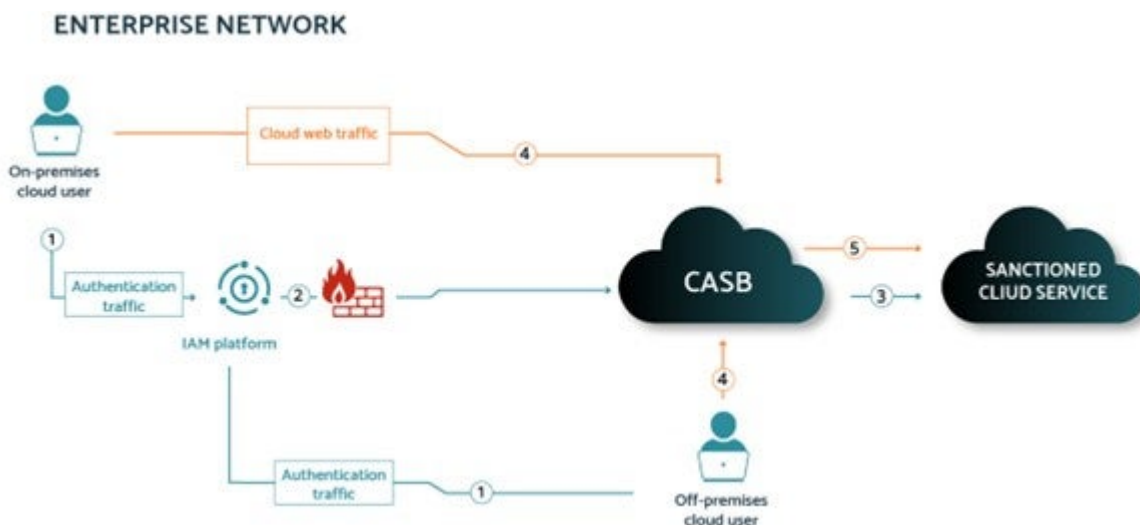 ENTERPRISE NETWORK
Cloud web traffic
4
On-premises
cloud user
1
Authentication
traffic
2
IAM platform
CASB
5
3
SANCTIONED
CLIUD SERVICE
4
Authentication
traffic
1
Off-premises
cloud user